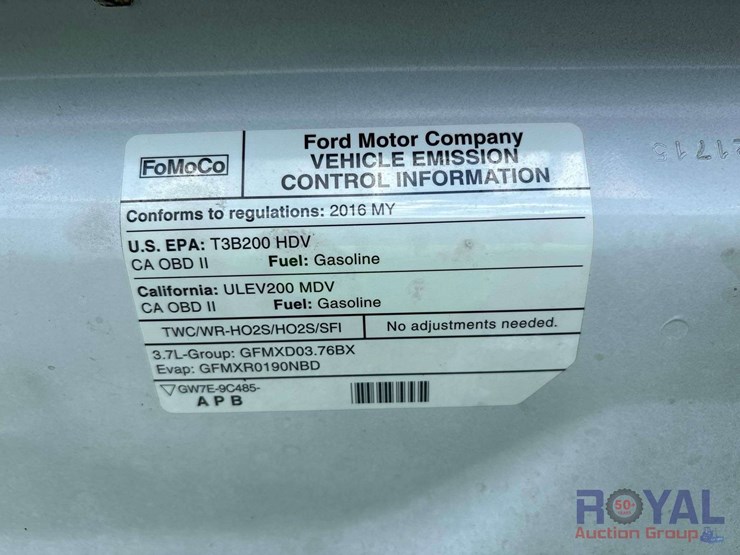 FoMoCo
Ford Motor Company
VEHICLE EMISSION
CONTROL INFORMATION
Conforms to regulations: 2016 MY
U.S. EPA: T3B200 HDV
CA OBD II Fuel: Gasoline
California: ULEV200 MDV
CA OBD II Fuel: Gasoline
TWC/WR-HO2S/HO2S/SFI No adjustments needed.
3.7L-Group: GFMXD03.76BX
Evap: GFMXR0190NBD
GW7E-9C485-
APB
ROYAL
50
Auction Group